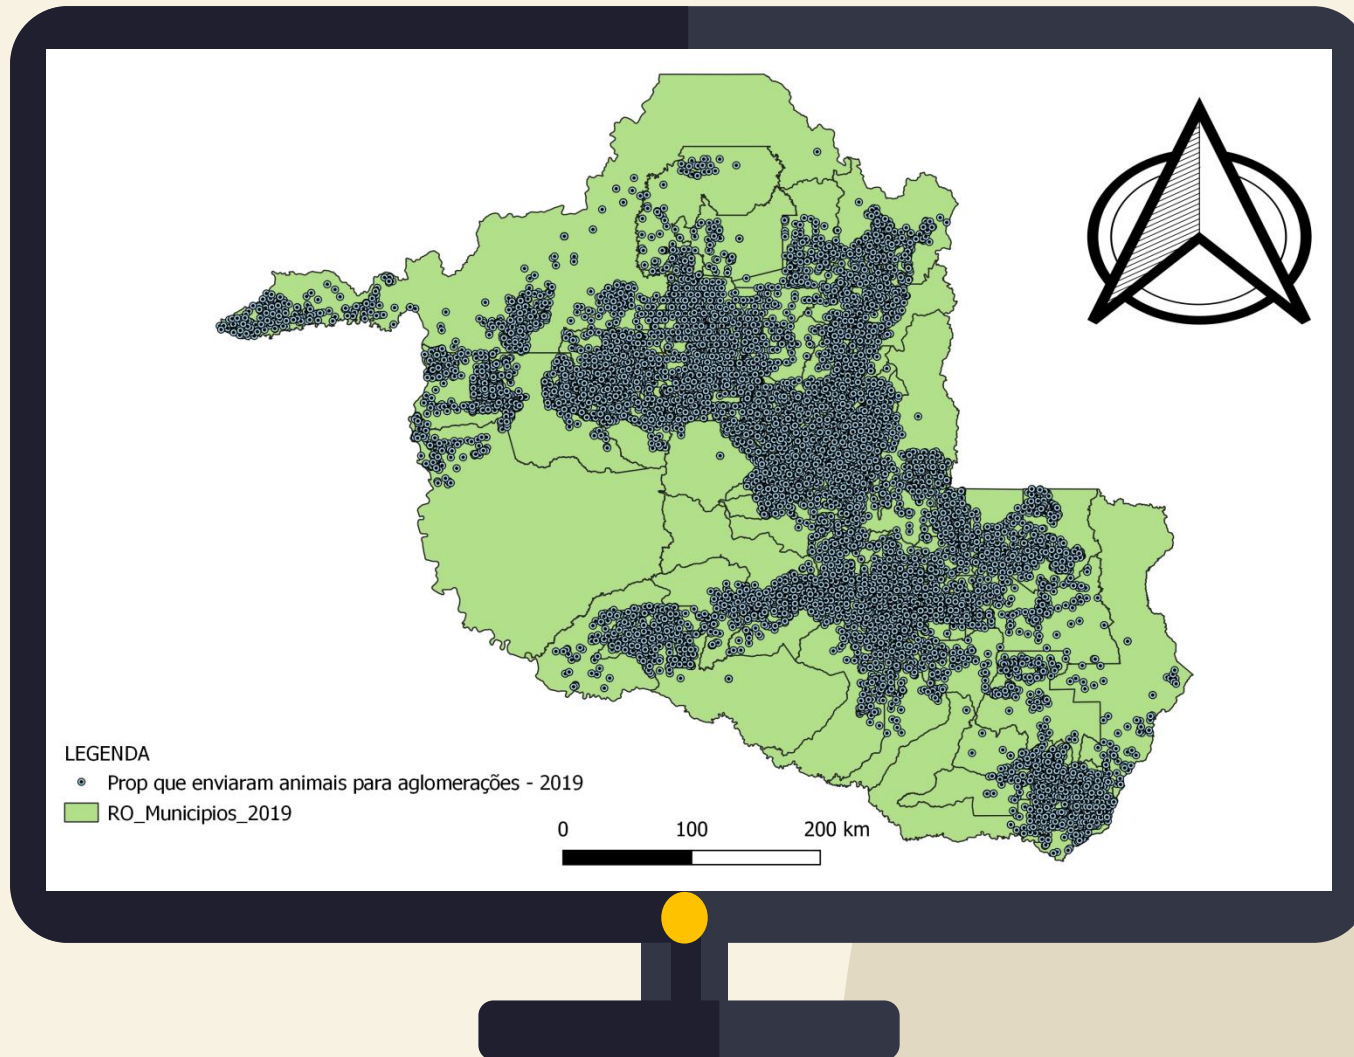 LEGENDA
Prop que enviaram animais para aglomerações - 2019
RO_Municipios_2019
0 100 200 km